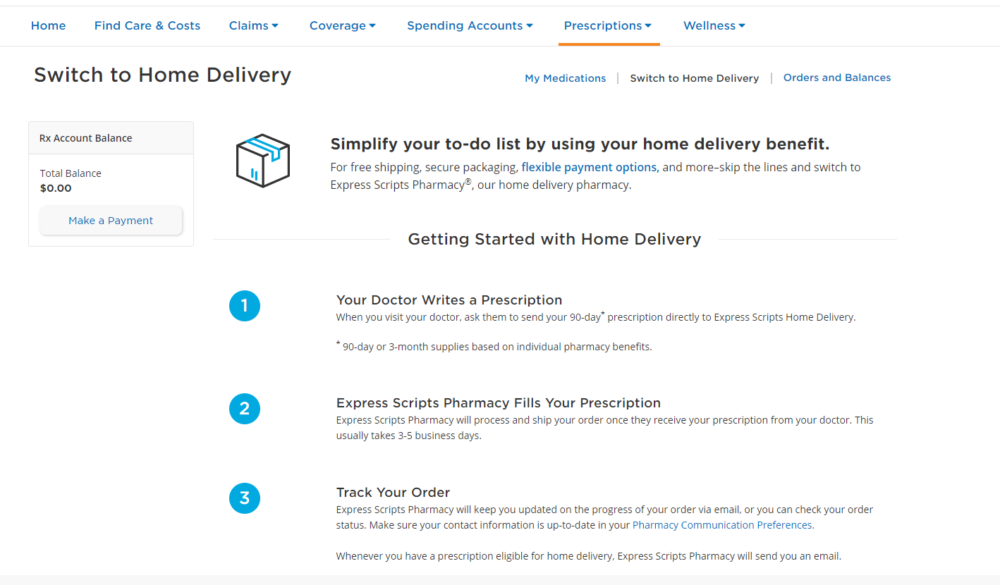 Home Find Care & Costs Claims Coverage Spending Accounts Prescriptions Wellness
Switch to Home Delivery
My Medications | Switch to Home Delivery | Orders and Balances
Rx Account Balance
Total Balance
$0.00
Make a Payment
Simplify your to-do list by using your home delivery benefit.
For free shipping, secure packaging, flexible payment options, and more–skip the lines and switch to
Express Scripts Pharmacy®, our home delivery pharmacy.
Getting Started with Home Delivery
1
Your Doctor Writes a Prescription
When you visit your doctor, ask them to send your 90-day* prescription directly to Express Scripts Home Delivery.
* 90-day or 3-month supplies based on individual pharmacy benefits.
2
Express Scripts Pharmacy Fills Your Prescription
Express Scripts Pharmacy will process and ship your order once they receive your prescription from your doctor. This
usually takes 3-5 business days.
3
Track Your Order
Express Scripts Pharmacy will keep you updated on the progress of your order via email, or you can check your order
status. Make sure your contact information is up-to-date in your Pharmacy Communication Preferences.
Whenever you have a prescription eligible for home delivery, Express Scripts Pharmacy will send you an email.